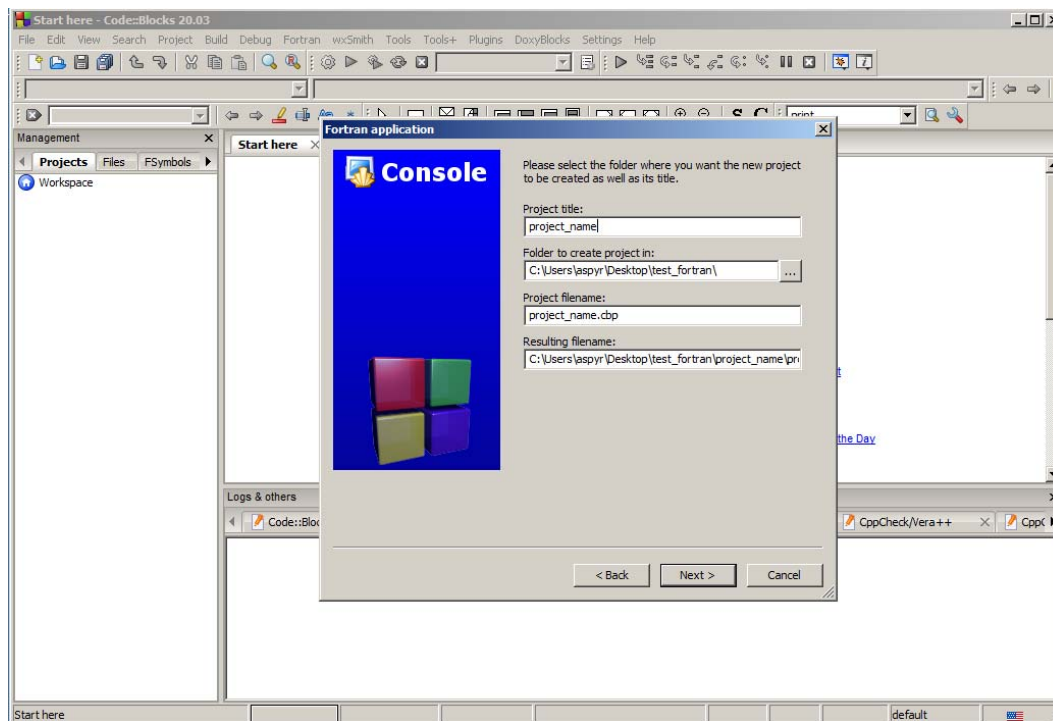 Start here - Code::Blocks 20.03
File Edit View Search Project Build Debug Fortran wxSmith Tools Tools+ Plugins DoxyBlocks Settings Help
S C print
Management
Projects Files FSymbols
Workspace
Start here
Fortran application
Console
Please select the folder where you want the new project
to be created as well as its title.
Project title:
project_name
Folder to create project in:
C:\Users\aspyr\Desktop\test_fortran\
...
Project filename:
project_name.cbp
Resulting filename:
C:\Users\aspyr\Desktop\test_fortran\project_name\pr
the Day
< Back Next > Cancel
Logs & others
Code::Bloc CppCheck/Vera++ CppC
Start here default